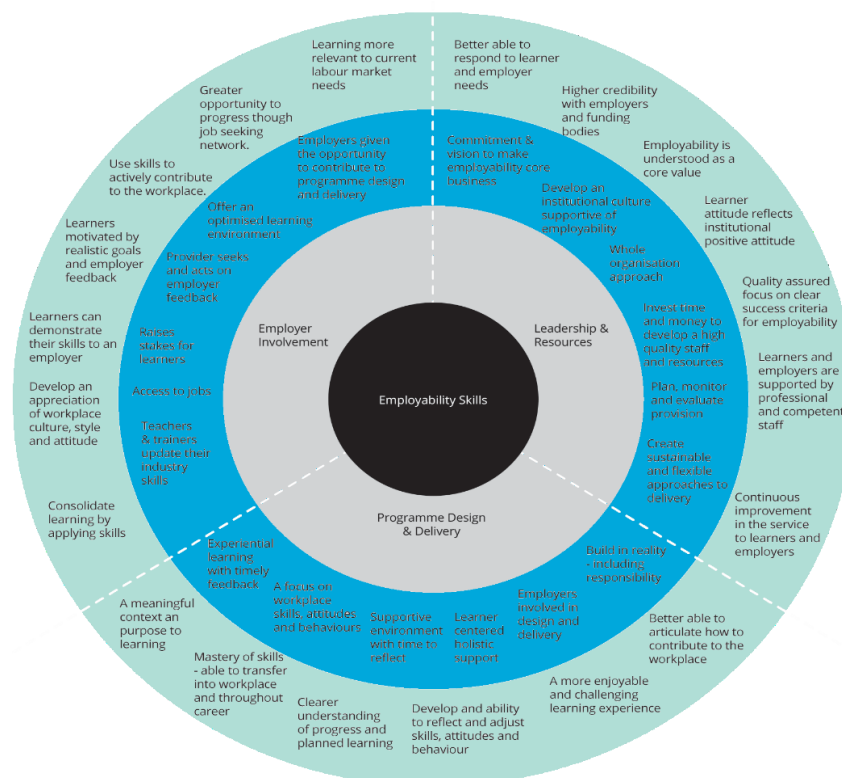 Learning more
relevant to current
labour market
needs
Greater
opportunity to
progress though
job seeking
network.
Use skills to
actively contribute
to the workplace.
Learners
motivated by
realistic goals
and employer
feedback
Learners can
demonstrate
their skills to an
employer
Develop an
appreciation
of workplace
culture, style
and attitude
Consolidate
learning by
applying skills
Better able to
respond to learner
and employer
needs
Higher credibility
with employers
and funding
bodies
Employability is
understood as a
core value
Learner
attitude reflects
institutional
positive attitude
Quality assured
focus on clear
success criteria
for employability
Learners and
employers are
supported by
professional and
competent
staff
Continuous
improvement
in the service
to learners and
employers
Employers given
the opportunity
to contribute to
programme design
and delivery
Offer an
optimised learning
environment
Provider seeks
and acts on
employer
feedback
Raises
stakes for
learners
Access to jobs
Teachers
& trainers
update their
industry
skills
Commitment &
vision to make
employability core
business
Develop an
institutional culture
supportive of
employability
Whole
organisation
approach
Invest time
and money to
develop a high
quality staff
and resources
Plan, monitor
and evaluate
provision
Create
sustainable
and flexible
approaches to
delivery
Employer
Involvement
Leadership &
Resources
Employability Skills
Programme Design
& Delivery
Experiential
learning
with timely
feedback
A focus on
workplace
skills, attitudes
and behaviours
Supportive
environment
with time to
reflect
Learner
centered
holistic
support
Employers
involved in
design and
delivery
Build in reality
- including
responsibility
A meaningful
context an
purpose to
learning
Mastery of skills
- able to transfer
into workplace
and throughout
career
Clearer
understanding
of progress and
planned learning
Develop and ability
to reflect and adjust
skills, attitudes and
behaviour
A more enjoyable
and challenging
learning experience
Better able to
articulate how to
contribute to the
workplace